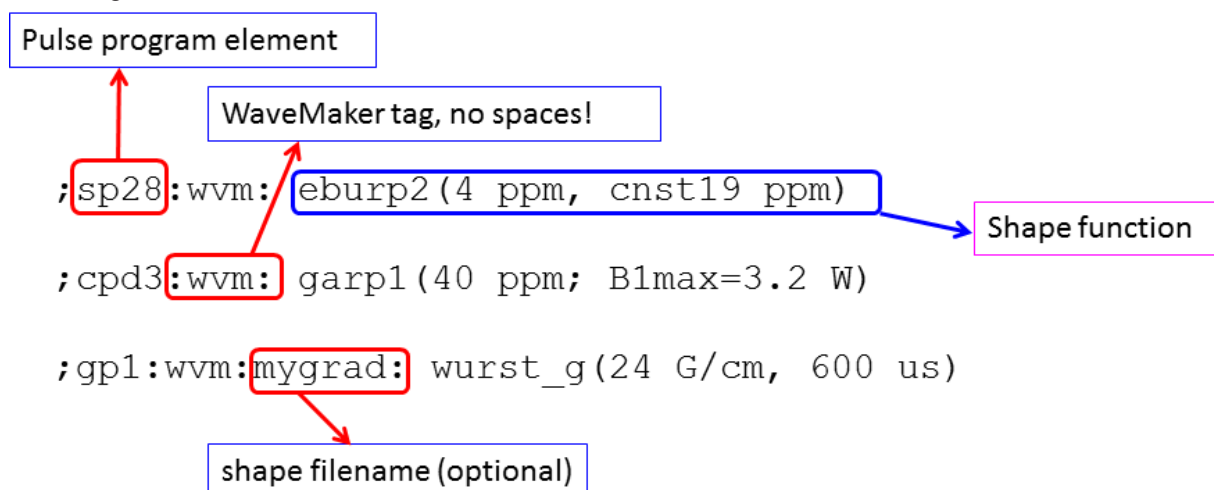 Pulse program element
WaveMaker tag, no spaces!
;sp28:wvm: eburp2(4 ppm, cnst19 ppm)
Shape function
;cpd3:wvm: garp1(40 ppm; B1max=3.2 W)
;gp1:wvm:mygrad: wurst_g(24 G/cm, 600 us)
shape filename (optional)